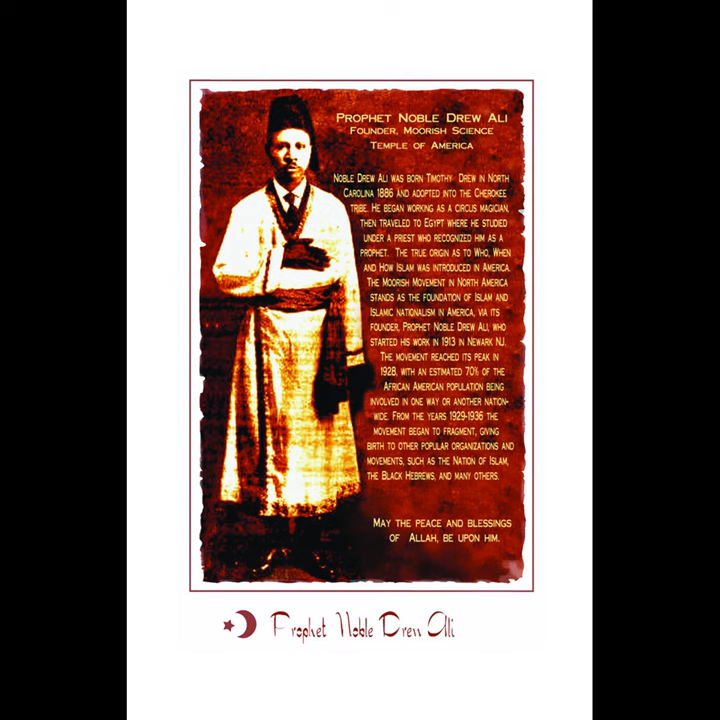 Prophet Noble Drew Ali
Founder, Moorish Science
Temple of America
Noble Drew Ali was born Timothy Drew in North
Carolina 1886 and adopted into the Cherokee
tribe. He began working as a circus magician,
then traveled to Egypt where he studied
under a priest who recognized him as a
prophet. The true origin as to Who, When
and How Islam was introduced in America.
The Moorish Movement in North America
stands as the foundation of Islam and
Islamic nationalism in America, via its
founder, Prophet Noble Drew Ali, who
started his work in 1913 in Newark NJ.
The movement reached its peak in
1928, with an estimated 70% of the
African American population being
involved in one way or another nation-
wide. From the years 1929-1936 the
movement began to fragment, giving
birth to other popular organizations and
movements, such as the Nation of Islam,
the Black Hebrews, and many others.
May the peace and blessings
of Allah, be upon him.
Prophet Noble Drew Ali